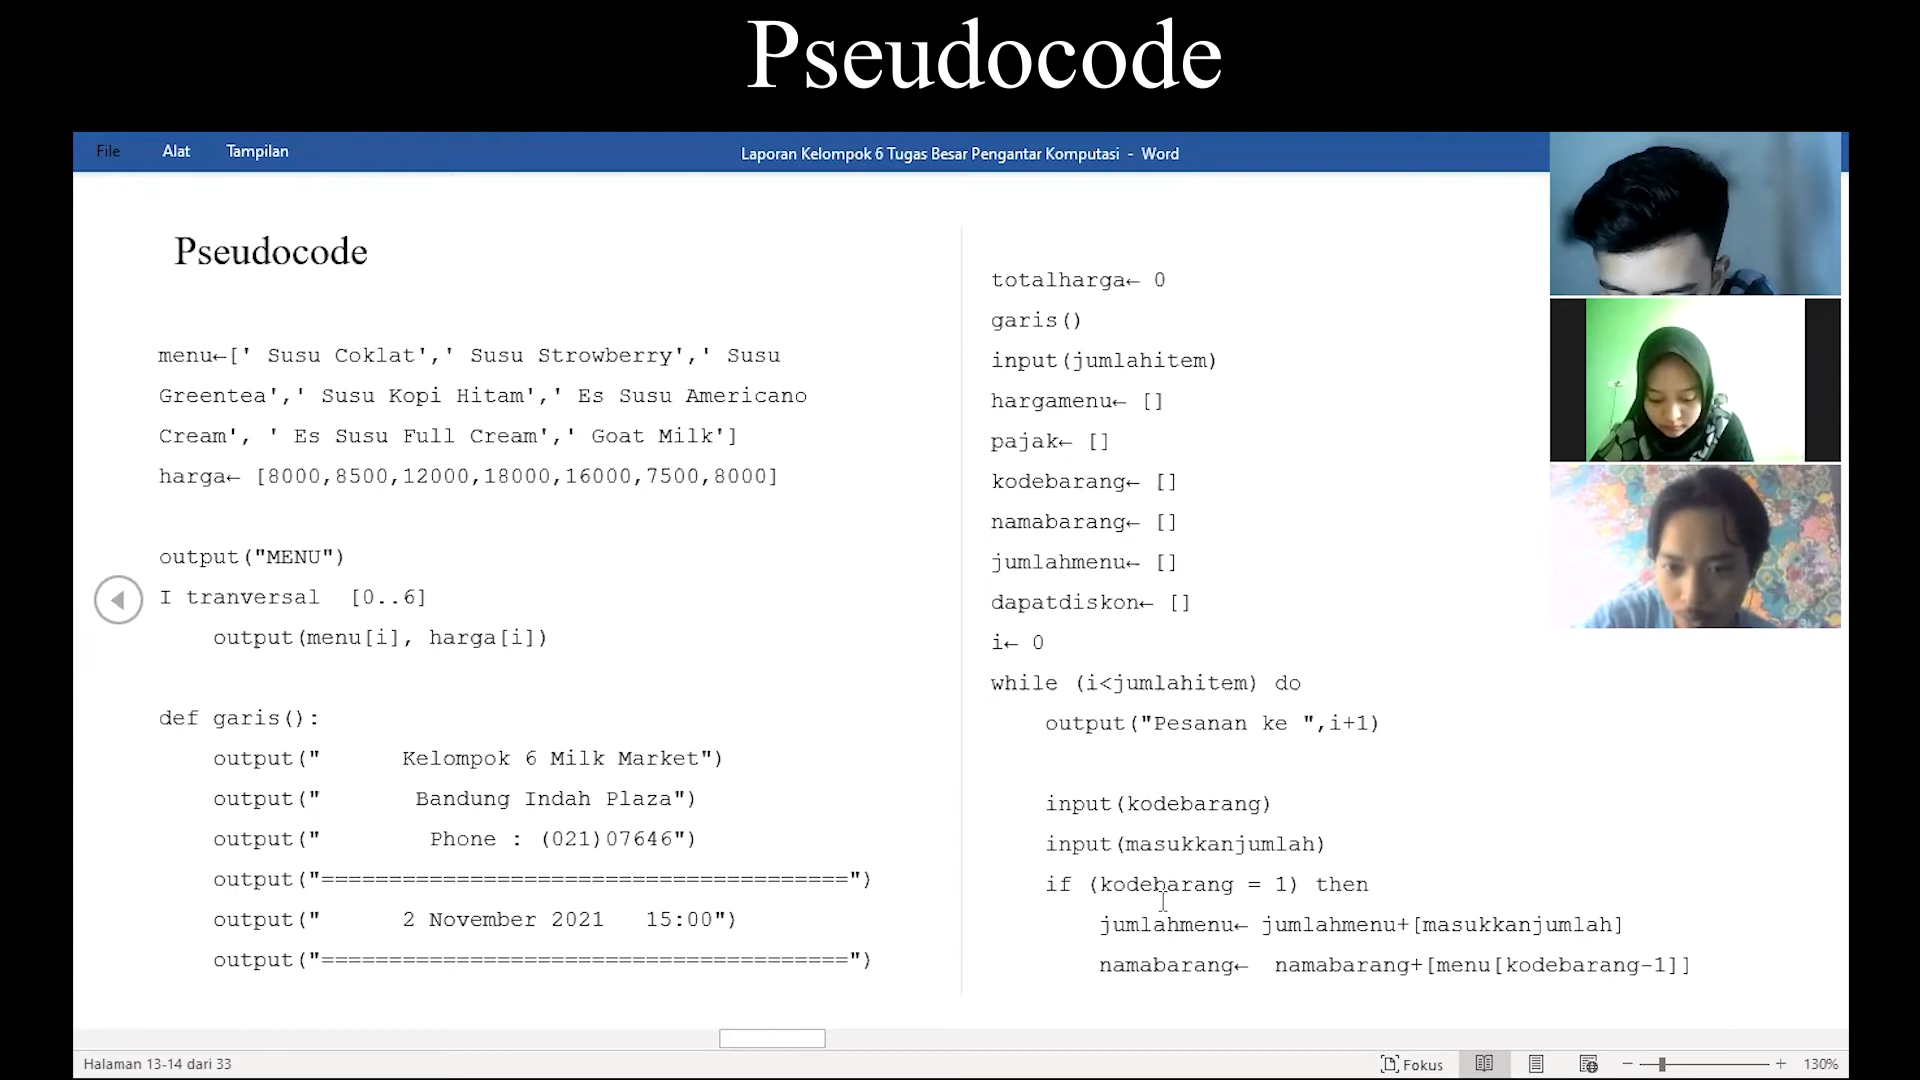 Pseudocode
File Alat Tampilan
Laporan Kelompok 6 Tugas Besar Pengantar Komputasi - Word
Pseudocode
menu←[' Susu Coklat',' Susu Strowberry',' Susu
Greentea',' Susu Kopi Hitam',' Es Susu Americano
Cream', ' Es Susu Full Cream',' Goat Milk']
harga← [8000,8500,12000,18000,16000,7500,8000]
output("MENU")
I tranversal  [0..6]
    output(menu[i], harga[i])
def garis():
    output("      Kelompok 6 Milk Market")
    output("       Bandung Indah Plaza")
    output("        Phone : (021)07646")
    output("=======================================")
    output("      2 November 2021   15:00")
    output("=======================================")
totalharga← 0
garis()
input(jumlahitem)
hargamenu← []
pajak← []
kodebarang← []
namabarang← []
jumlahmenu← []
dapatdiskon← []
i← 0
while (i<jumlahitem) do
    output("Pesanan ke ",i+1)
    input(kodebarang)
    input(masukkanjumlah)
    if (kodebarang = 1) then
        jumlahmenu← jumlahmenu+[masukkanjumlah]
        namabarang←  namabarang+[menu[kodebarang-1]]
Halaman 13-14 dari 33
Fokus
130%